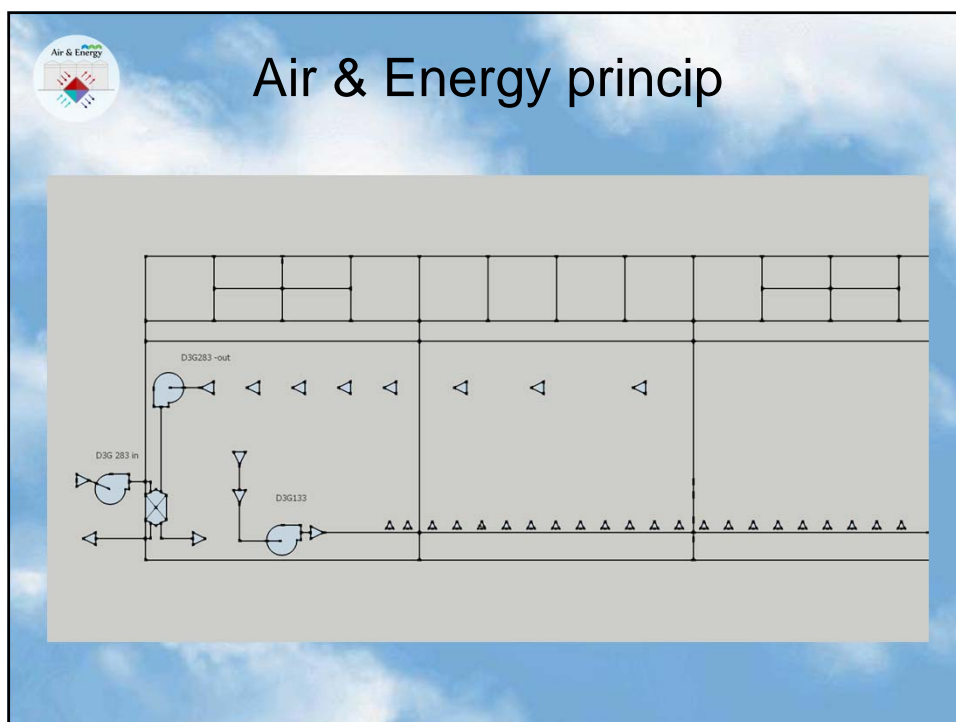 Air & Energy
Air & Energy princip
D3G283 -out
D3G 283 in
D3G133